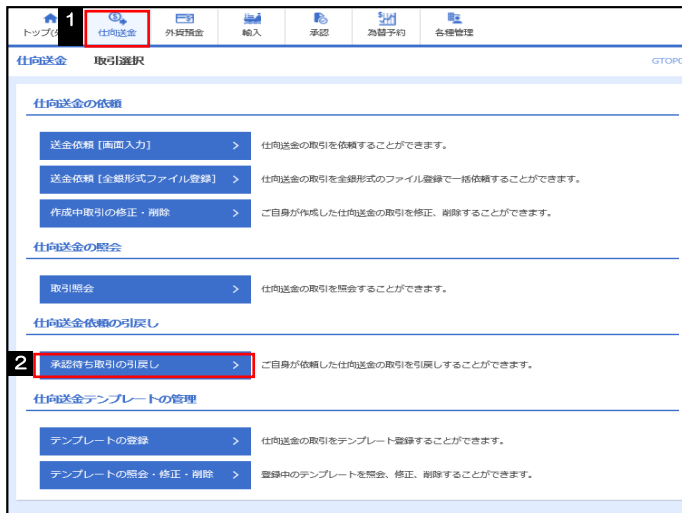 1
トップ(
仕向送金
外貨預金
輸入
承認
為替予約
各種管理
仕向送金 取引選択
GTOP
仕向送金の依頼
送金依頼 [画面入力] > 仕向送金の取引を依頼することができます。
送金依頼 [全銀形式ファイル登録] > 仕向送金の取引を全銀形式のファイル登録で一括依頼することができます。
作成中取引の修正・削除 > ご自身が作成した仕向送金の取引を修正、削除することができます。
仕向送金の照会
取引照会 > 仕向送金の取引を照会することができます。
仕向送金依頼の引戻し
2 承認待ち取引の引戻し > ご自身が依頼した仕向送金の取引を引戻しすることができます。
仕向送金テンプレートの管理
テンプレートの登録 > 仕向送金の取引をテンプレート登録することができます。
テンプレートの照会・修正・削除 > 登録中のテンプレートを照会、修正、削除することができます。